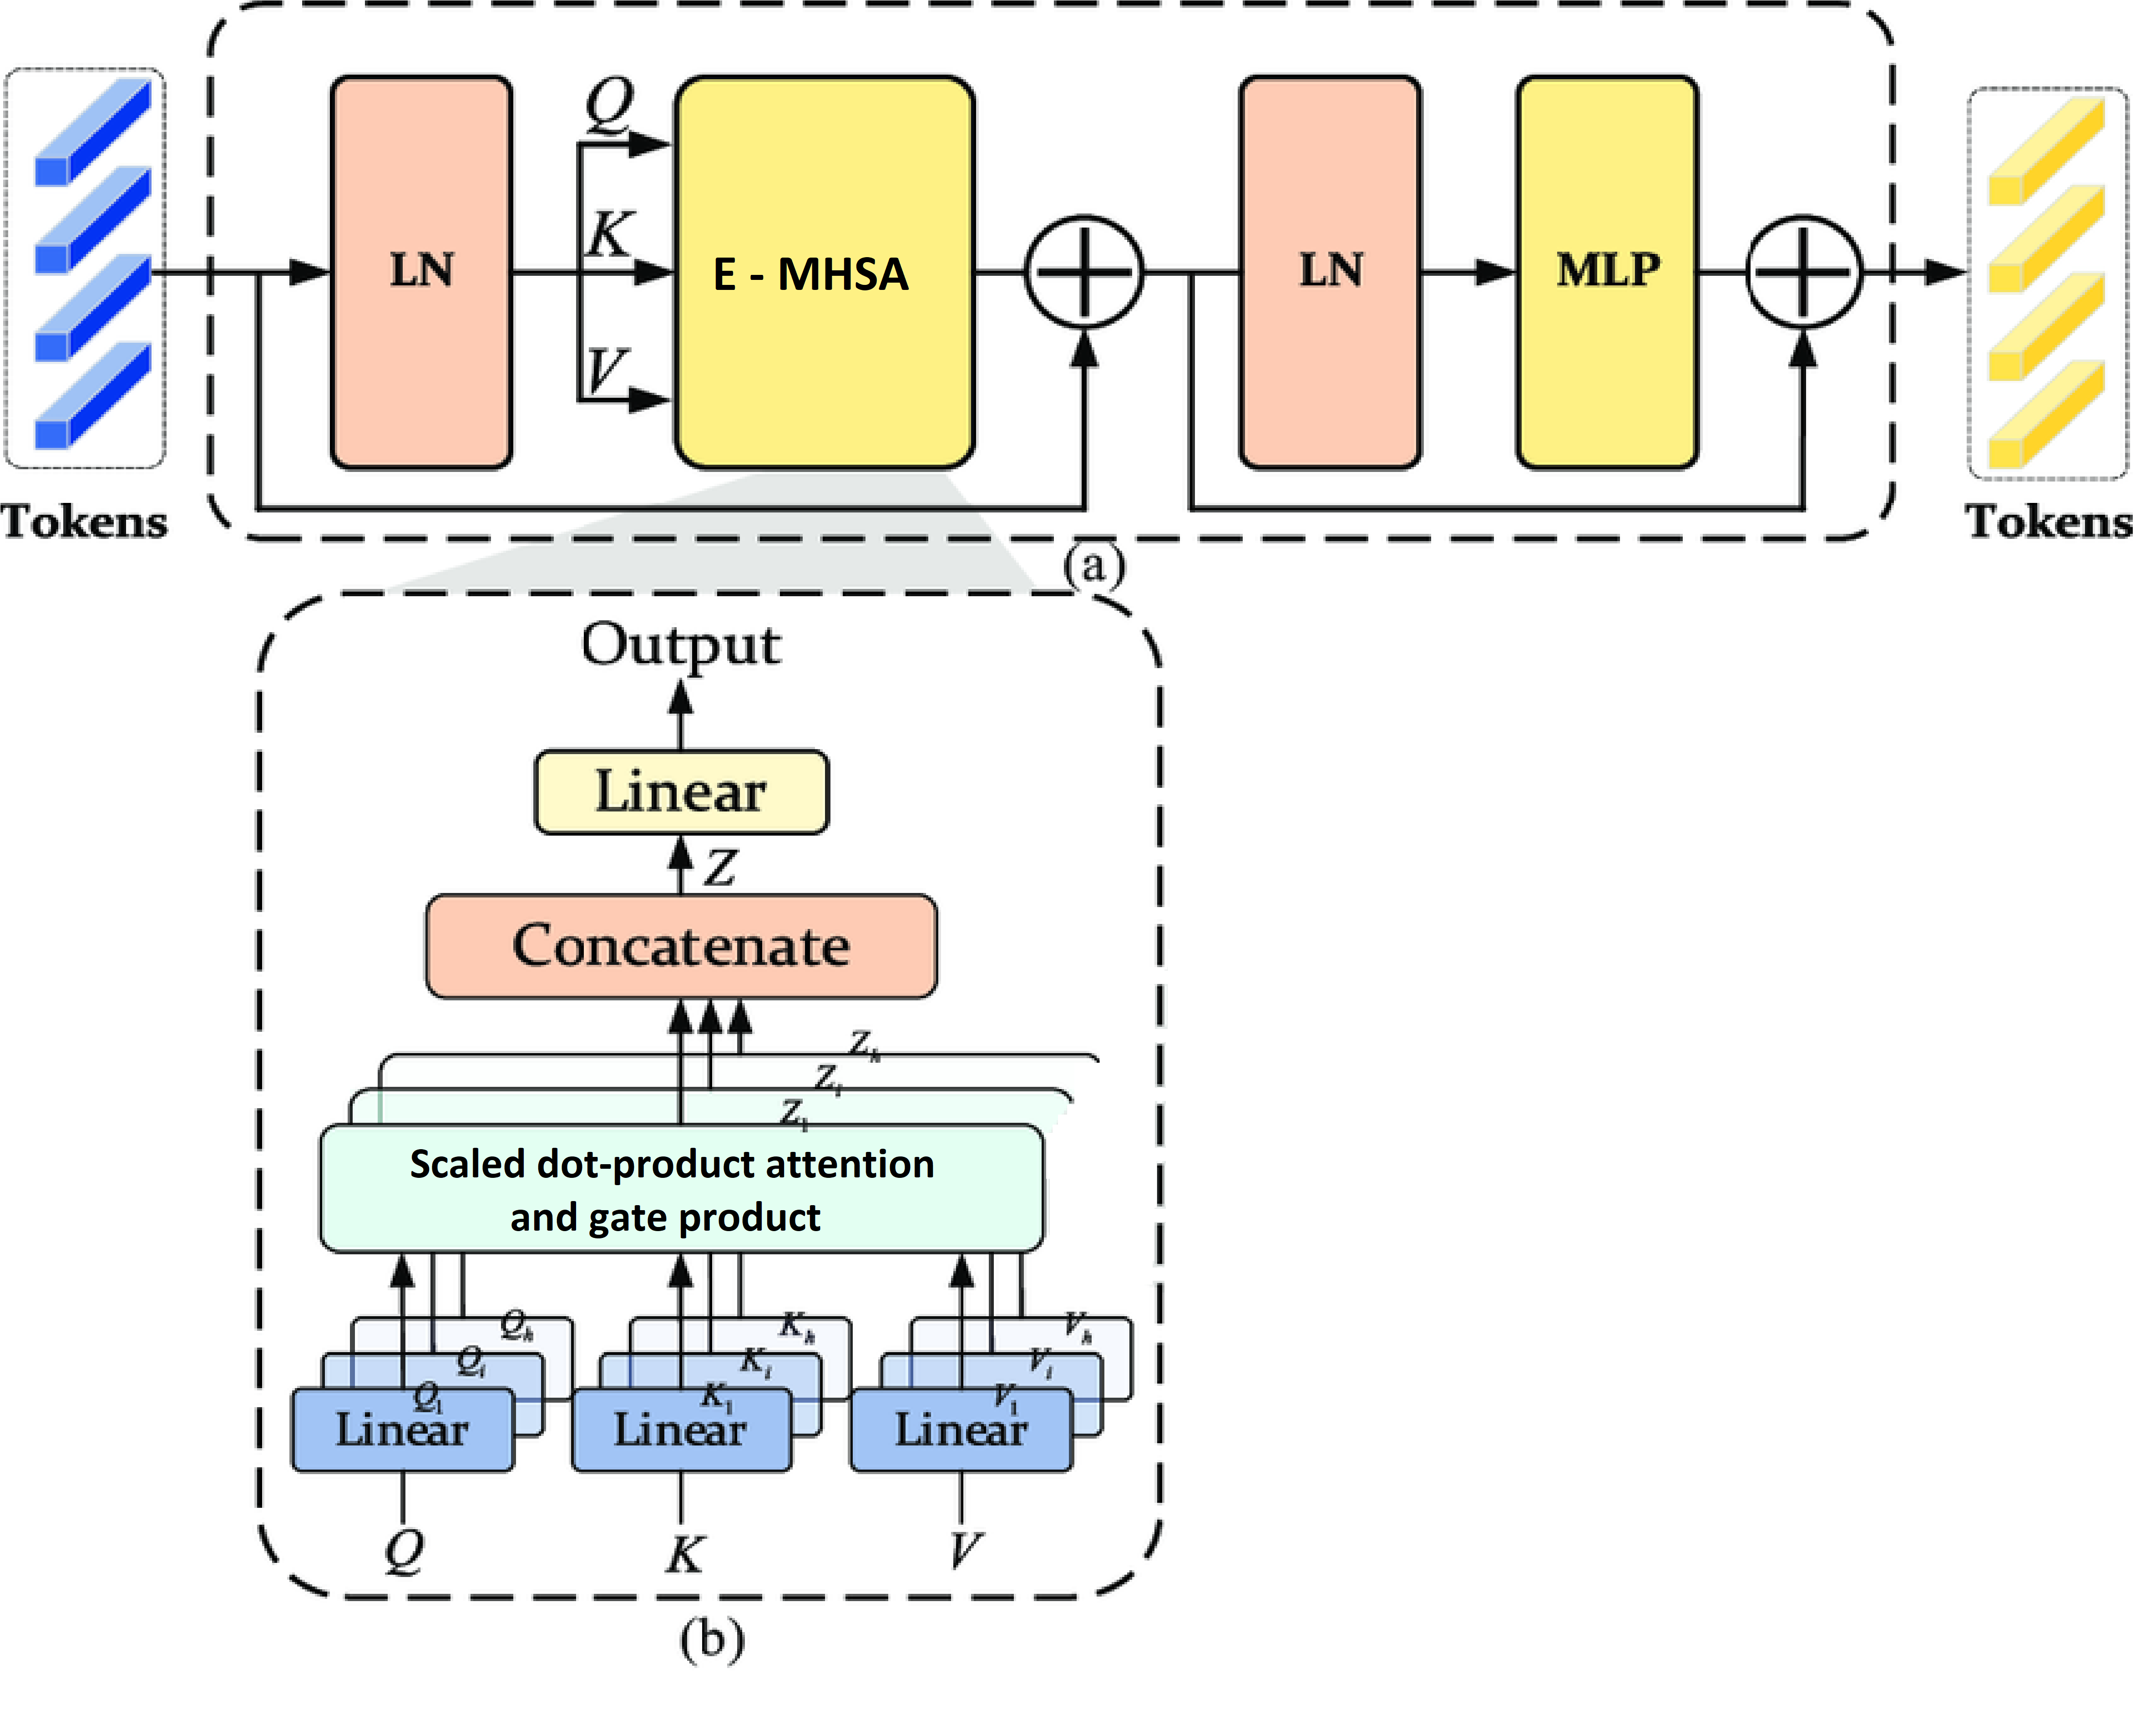 Q
K
V
LN
E - MHSA
LN
MLP
Tokens
Tokens
(a)
Output
Linear
Z
Concatenate
Z_h
Z_i
Z_1
Scaled dot-product attention
and gate product
Q_h
K_h
V_h
Q_i
K_i
V_i
Q_1
K_1
V_1
Linear
Linear
Linear
Q
K
V
(b)